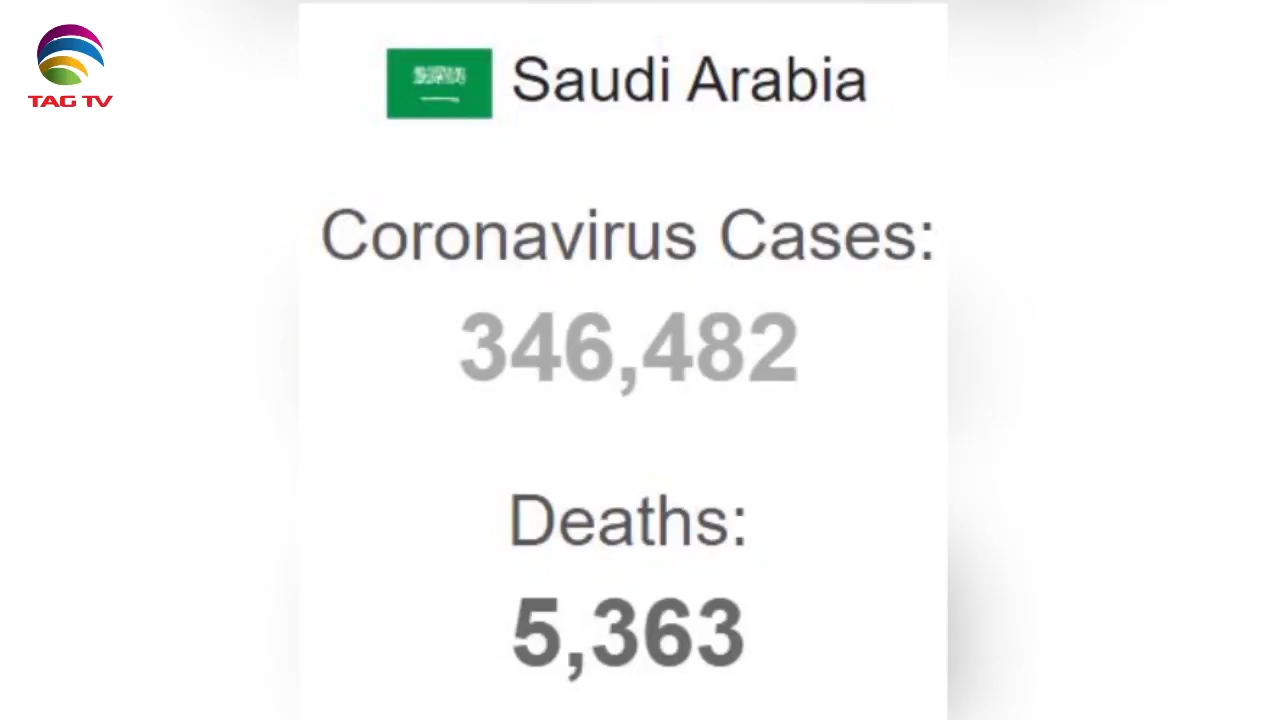 TAG TV
Saudi Arabia
Coronavirus Cases:
346,482
Deaths:
5,363